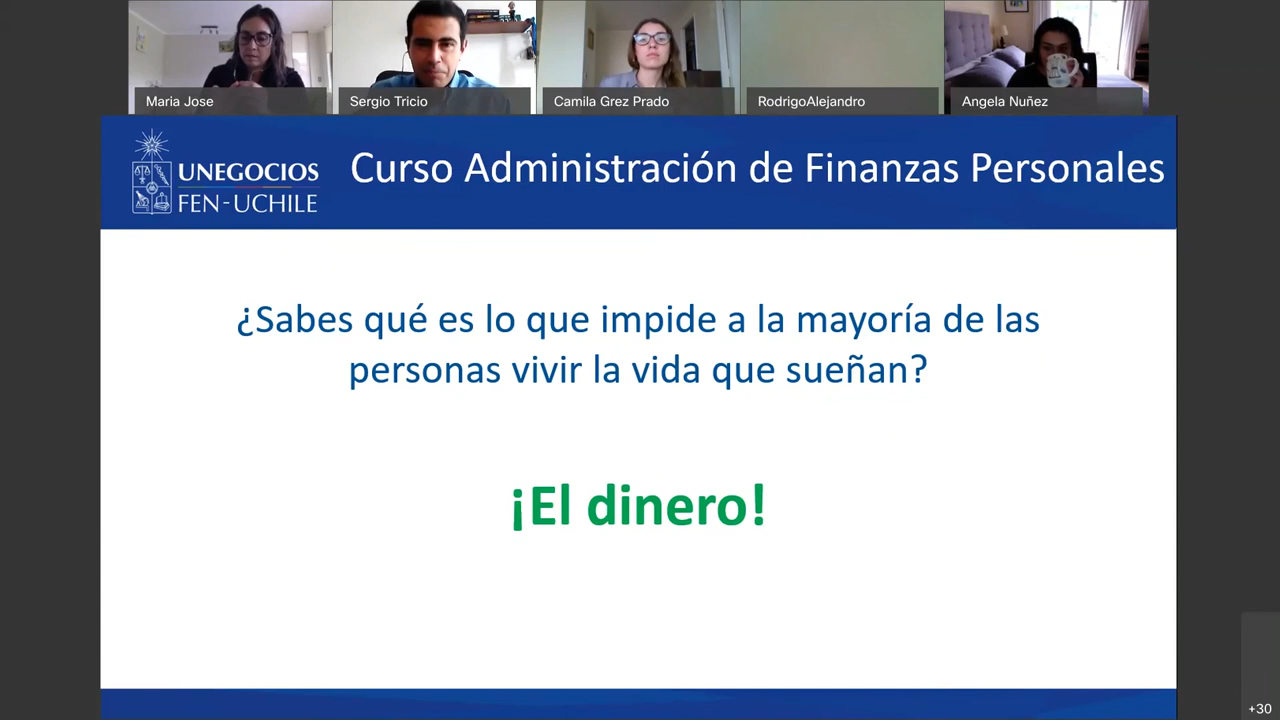 Maria Jose
Sergio Tricio
Camila Grez Prado
RodrigoAlejandro
Angela Nuñez
UNEGOCIOS
FEN-UCHILE
Curso Administración de Finanzas Personales
¿Sabes qué es lo que impide a la mayoría de las
personas vivir la vida que sueñan?
¡El dinero!
+30